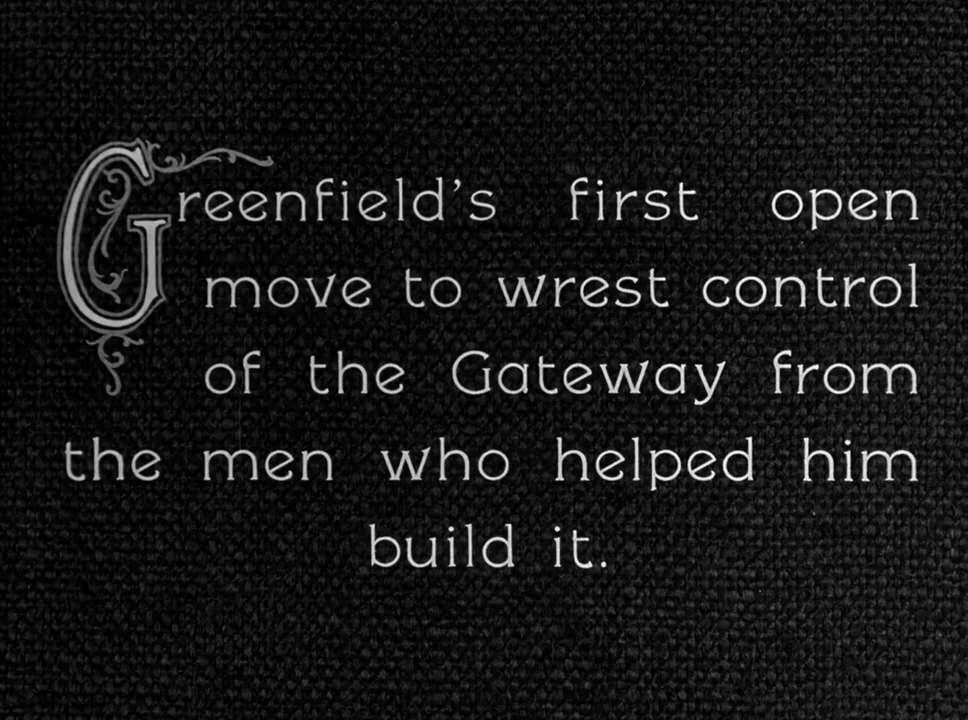 Greenfield’s first open
move to wrest control
of the Gateway from
the men who helped him
build it.